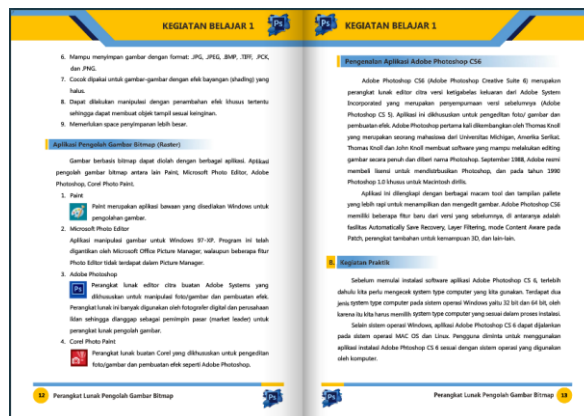 KEGIATAN BELAJAR 1
6. Mampu menyimpan gambar dengan format: .JPG, .JPEG, .BMP, .TIFF, .PCX,
dan .PNG.
7. Cocok dipakai untuk gambar-gambar dengan efek bayangan (shading) yang
halus.
8. Dapat dilakukan manipulasi dengan penambahan efek khusus tertentu
sehingga dapat membuat objek tampil sesuai keinginan.
9. Memerlukan space penyimpanan lebih besar.
Aplikasi Pengolah Gambar Bitmap (Raster)
Gambar berbasis bitmap dapat diolah dengan berbagai aplikasi. Aplikasi
pengolah gambar bitmap antara lain Paint, Microsoft Photo Editor, Adobe
Photoshop, Corel Photo Paint.
1. Paint
Paint merupakan aplikasi bawaan yang disediakan Windows untuk
pengolahan gambar.
2. Microsoft Photo Editor
Aplikasi manipulasi gambar untuk Windows 97-XP. Program ini telah
digantikan oleh Microsoft Office Picture Manager, walaupun beberapa fitur
Photo Editor tidak terdapat dalam Picture Manager.
3. Adobe Photoshop
Ps
Perangkat lunak editor citra buatan Adobe Systems yang
dikhususkan untuk manipulasi foto/gambar dan pembuatan efek.
Perangkat lunak ini banyak digunakan oleh fotografer digital dan perusahaan
iklan sehingga dianggap sebagai pemimpin pasar (market leader) untuk
perangkat lunak pengolah gambar.
4. Corel Photo Paint
Perangkat lunak buatan Corel yang dikhususkan untuk pengeditan
foto/gambar dan pembuatan efek seperti Adobe Photoshop.
12 Perangkat Lunak Pengolah Gambar Bitmap
Ps
KEGIATAN BELAJAR 1
Pengenalan Aplikasi Adobe Photoshop CS6
Adobe Photoshop CS6 (Adobe Photoshop Creative Suite 6) merupakan
perangkat lunak editor citra versi ketigabelas keluaran dari Adobe System
Incorporated yang merupakan penyempurnaan versi sebelumnya (Adobe
Photoshop CS 5). Aplikasi ini dikhususkan untuk pengeditan foto/ gambar dan
pembuatan efek. Adobe Photoshop pertama kali dikembangkan oleh Thomas Knoll
yang merupakan seorang mahasiswa dari Universitas Michigan, Amerika Serikat.
Thomas Knoll dan John Knoll membuat software yang mampu melakukan editing
gambar secara penuh dan diberi nama Photoshop. September 1988, Adobe resmi
membeli lisensi untuk mendistribusikan Photoshop, dan pada tahun 1990
Photoshop 1.0 khusus untuk Macintosh dirilis.
Aplikasi ini dilengkapi dengan berbagai macam tool dan tampilan pallete
yang lebih rapi untuk menampilkan dan mengedit gambar. Adobe Photoshop CS6
memiliki beberapa fitur baru dari versi yang sebelumnya, di antaranya adalah
fasilitas Automatically Save Recovery, Layer Filtering, mode Content Aware pada
Patch, perangkat tambahan untuk kemampuan 3D, dan lain-lain.
B. Kegiatan Praktik
Sebelum memulai instalasi software aplikasi Adobe Photoshop CS 6, terlebih
dahulu kita perlu mengecek system type computer yang kita gunakan. Terdapat dua
jenis system type computer pada sistem operasi Windows yaitu 32 bit dan 64 bit, oleh
karena itu kita harus memilih system type computer yang sesuai dalam proses instalasi.
Selain sistem operasi Windows, aplikasi Adobe Photoshop CS 6 dapat dijalankan
pada sistem operasi MAC OS dan Linux. Pengguna diminta untuk menggunakan
aplikasi instalasi Adobe Photoshop CS 6 sesuai dengan sistem operasi yang digunakan
oleh komputer.
Perangkat Lunak Pengolah Gambar Bitmap 13